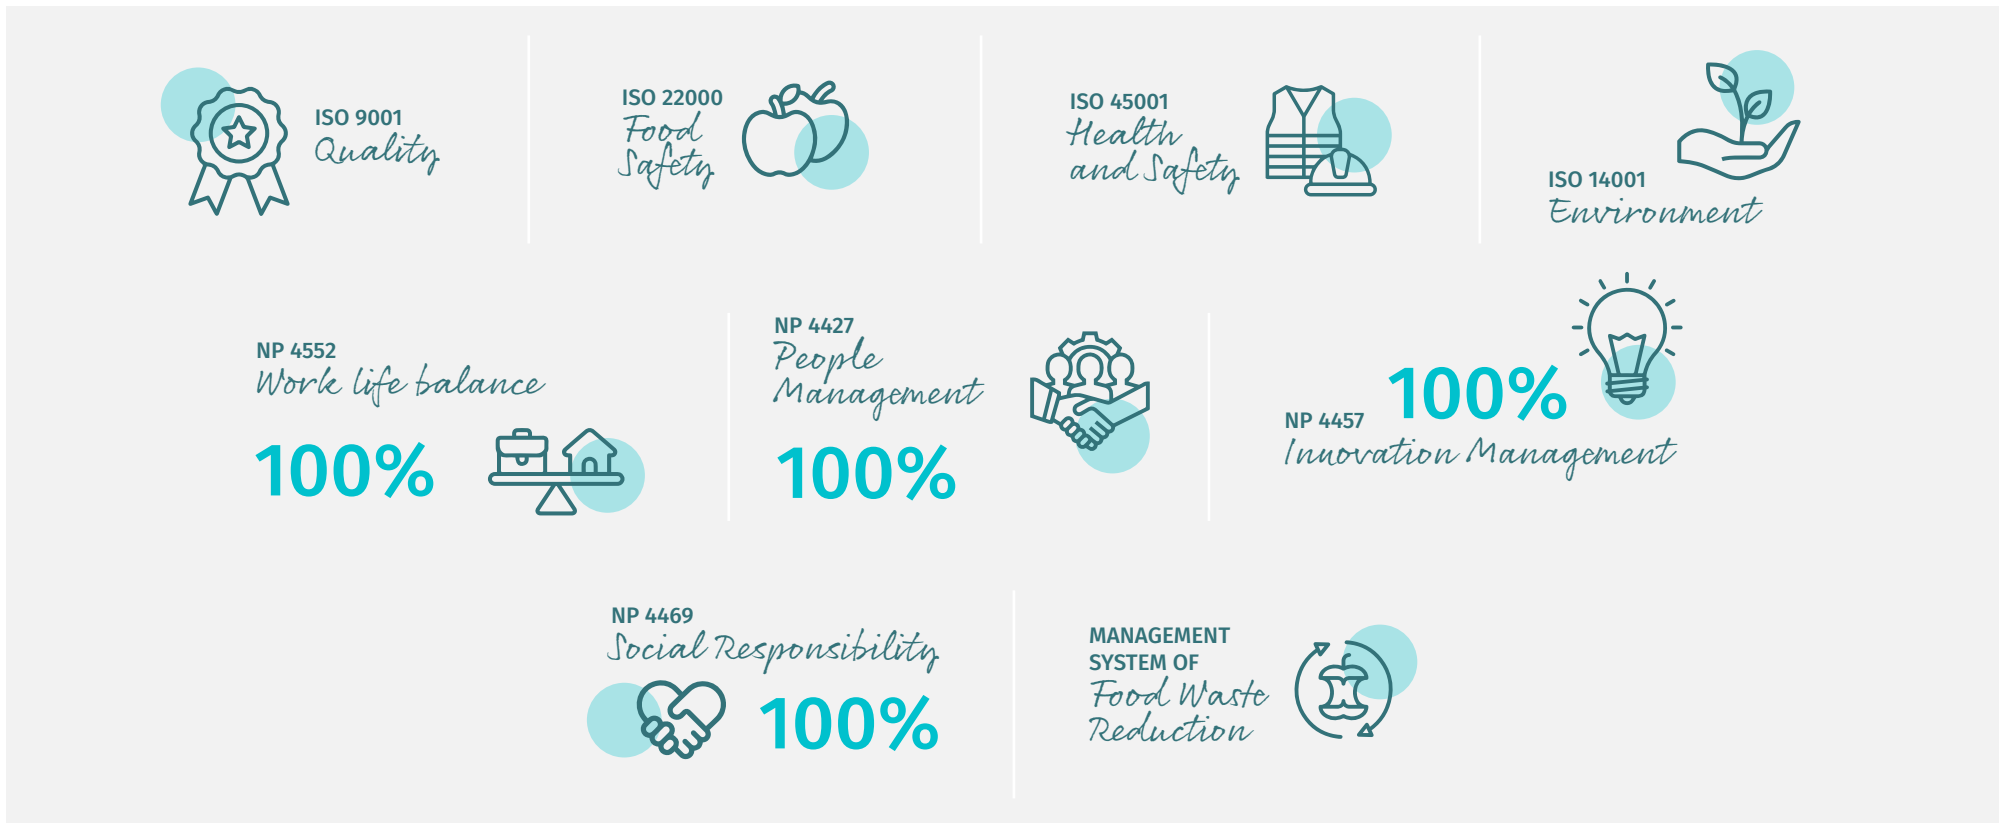 ISO 9001
Quality
ISO 22000
Food
Safety
ISO 45001
Health
and Safety
ISO 14001
Environment
NP 4552
Work life balance
100%
NP 4427
People
Management
100%
100%
NP 4457
Innovation Management
NP 4469
Social Responsibility
100%
MANAGEMENT
SYSTEM OF
Food Waste
Reduction